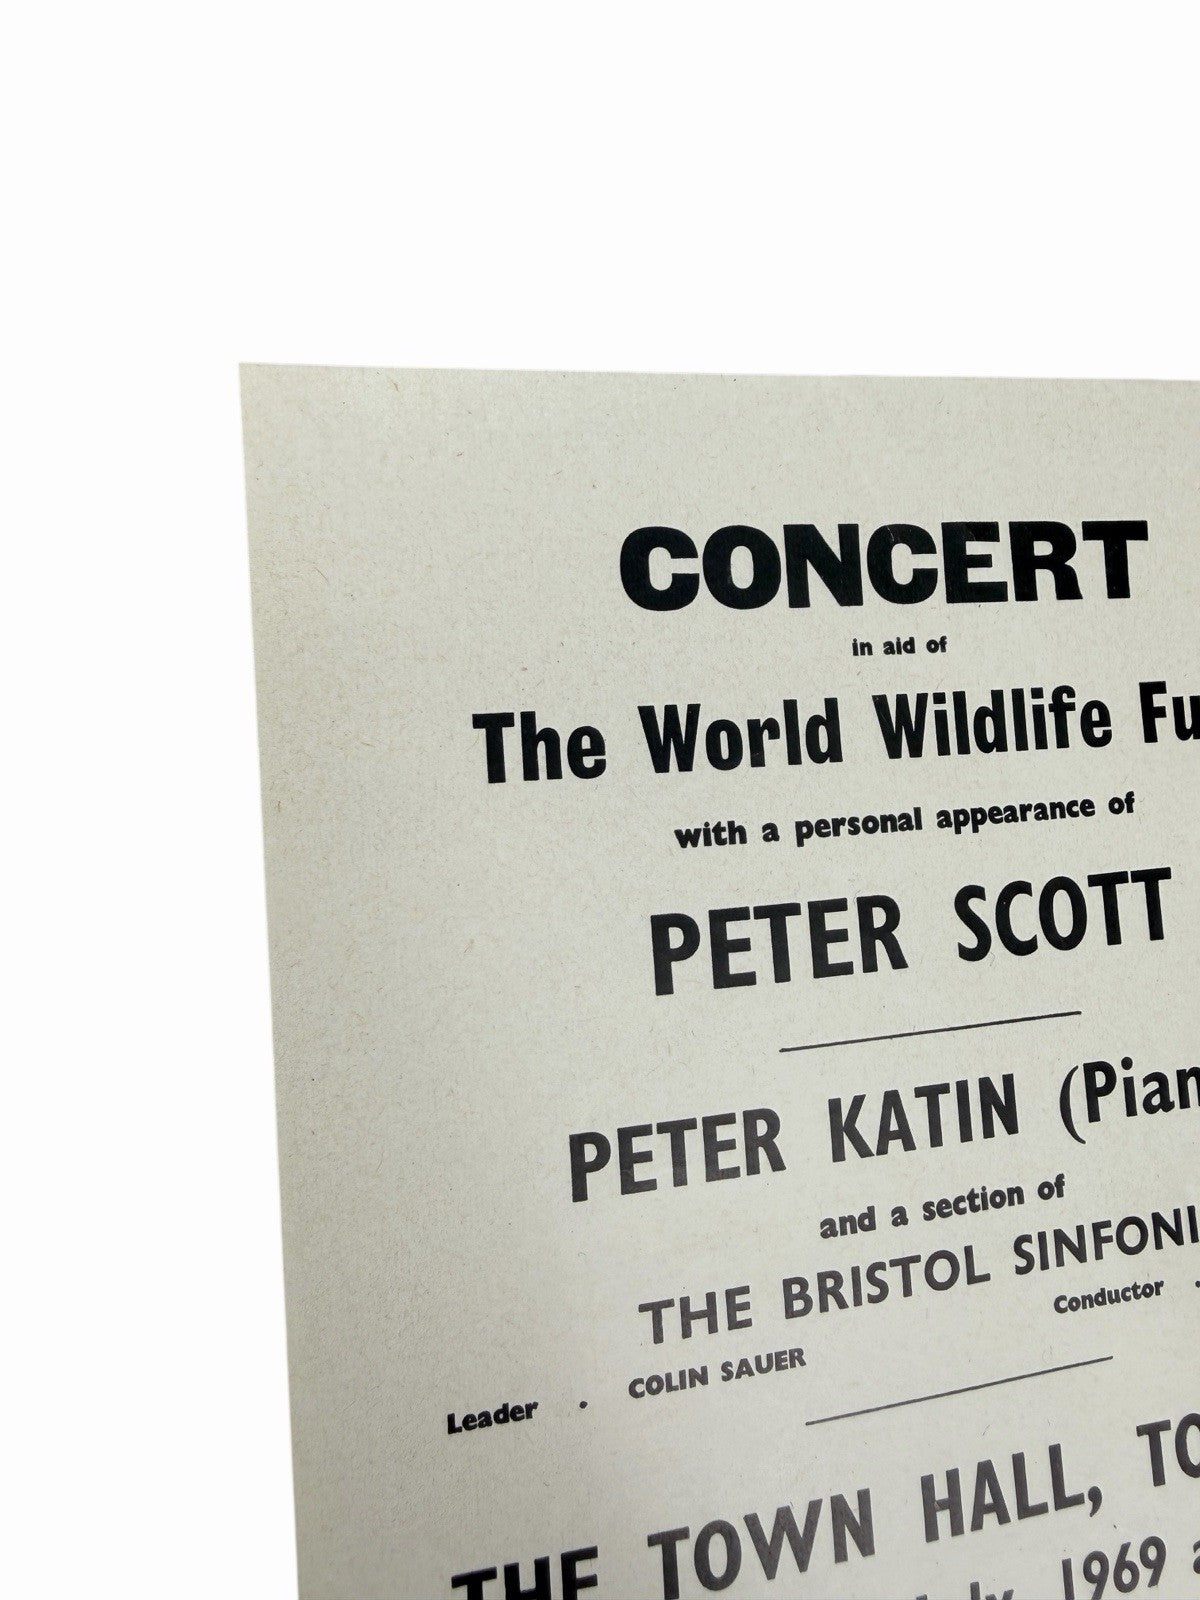 CONCERT
in aid of
The World Wildlife Fu
with a personal appearance of
PETER SCOTT
PETER KATIN (Pian
and a section of
THE BRISTOL SINFONI
Conductor .
Leader . COLIN SAUER
THE TOWN HALL, TO
1969